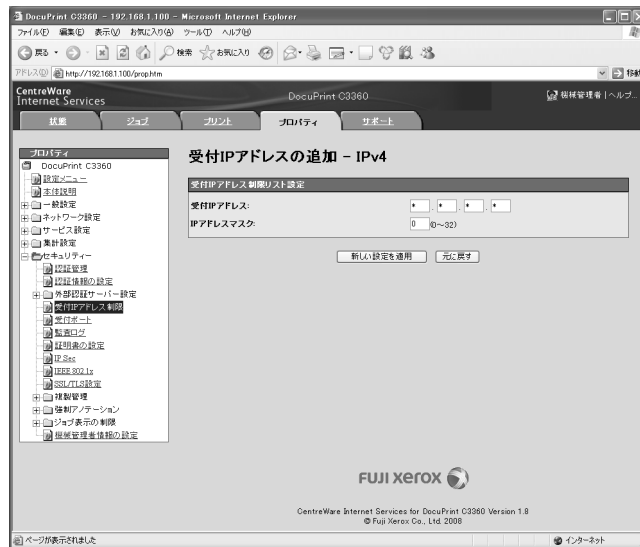 DocuPrint C3360 - 192.168.1.100 - Microsoft Internet Explorer
ファイル(F) 編集(E) 表示(V) お気に入り(A) ツール(T) ヘルプ(H)
戻る 検索 お気に入り
アドレス(D) http://192.168.1.100/prop.htm 移動
CentreWare
Internet Services
DocuPrint C3360
機械管理者 | ヘルプ...
状態 ジョブ プリント プロパティ サポート
プロパティ
DocuPrint C3360
設定メニュー
本体説明
一般設定
ネットワーク設定
サービス設定
集計設定
セキュリティー
認証管理
認証情報の設定
外部認証サーバー設定
受付IPアドレス制限
受付ポート
監査ログ
証明書の設定
IP Sec
IEEE 802.1x
SSL/TLS設定
複製管理
強制アノテーション
ジョブ表示の制限
機械管理者情報の設定
受付IPアドレスの追加 - IPv4
受付IPアドレス制限リスト設定
受付IPアドレス: * . * . * . *
IPアドレスマスク: 0 (0~32)
新しい設定を適用 元に戻す
FUJI XEROX
CentreWare Internet Services for DocuPrint C3360 Version 1.8
© Fuji Xerox Co., Ltd. 2008
ページが表示されました インターネット